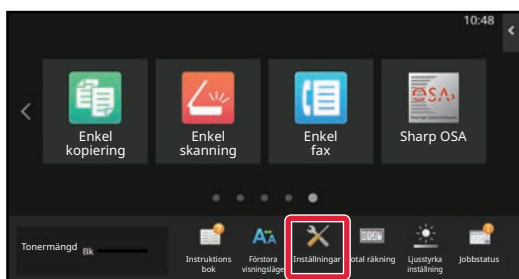 10:48
Enkel
kopiering
Enkel
skanning
Enkel
fax
OSA
Sharp OSA
Tonermängd Bk
Instruktions
bok
Förstora
visningsläge
Inställningar
otal räkning
Ljusstyrka
inställning
Jobbstatus